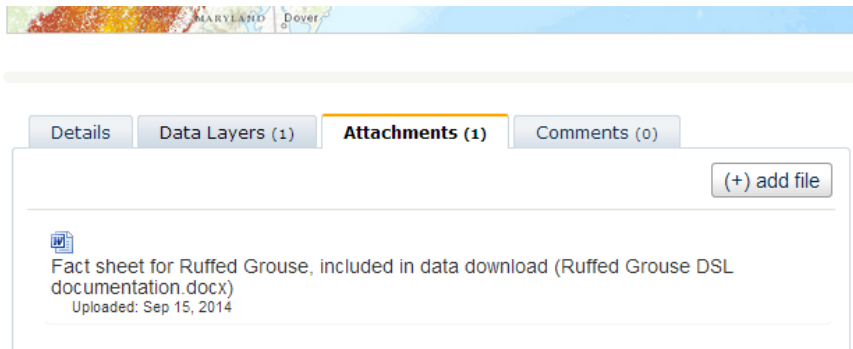 MARYLAND Dover
Details Data Layers (1) Attachments (1) Comments (0)
(+) add file
Fact sheet for Ruffed Grouse, included in data download (Ruffed Grouse DSL
documentation.docx)
Uploaded: Sep 15, 2014